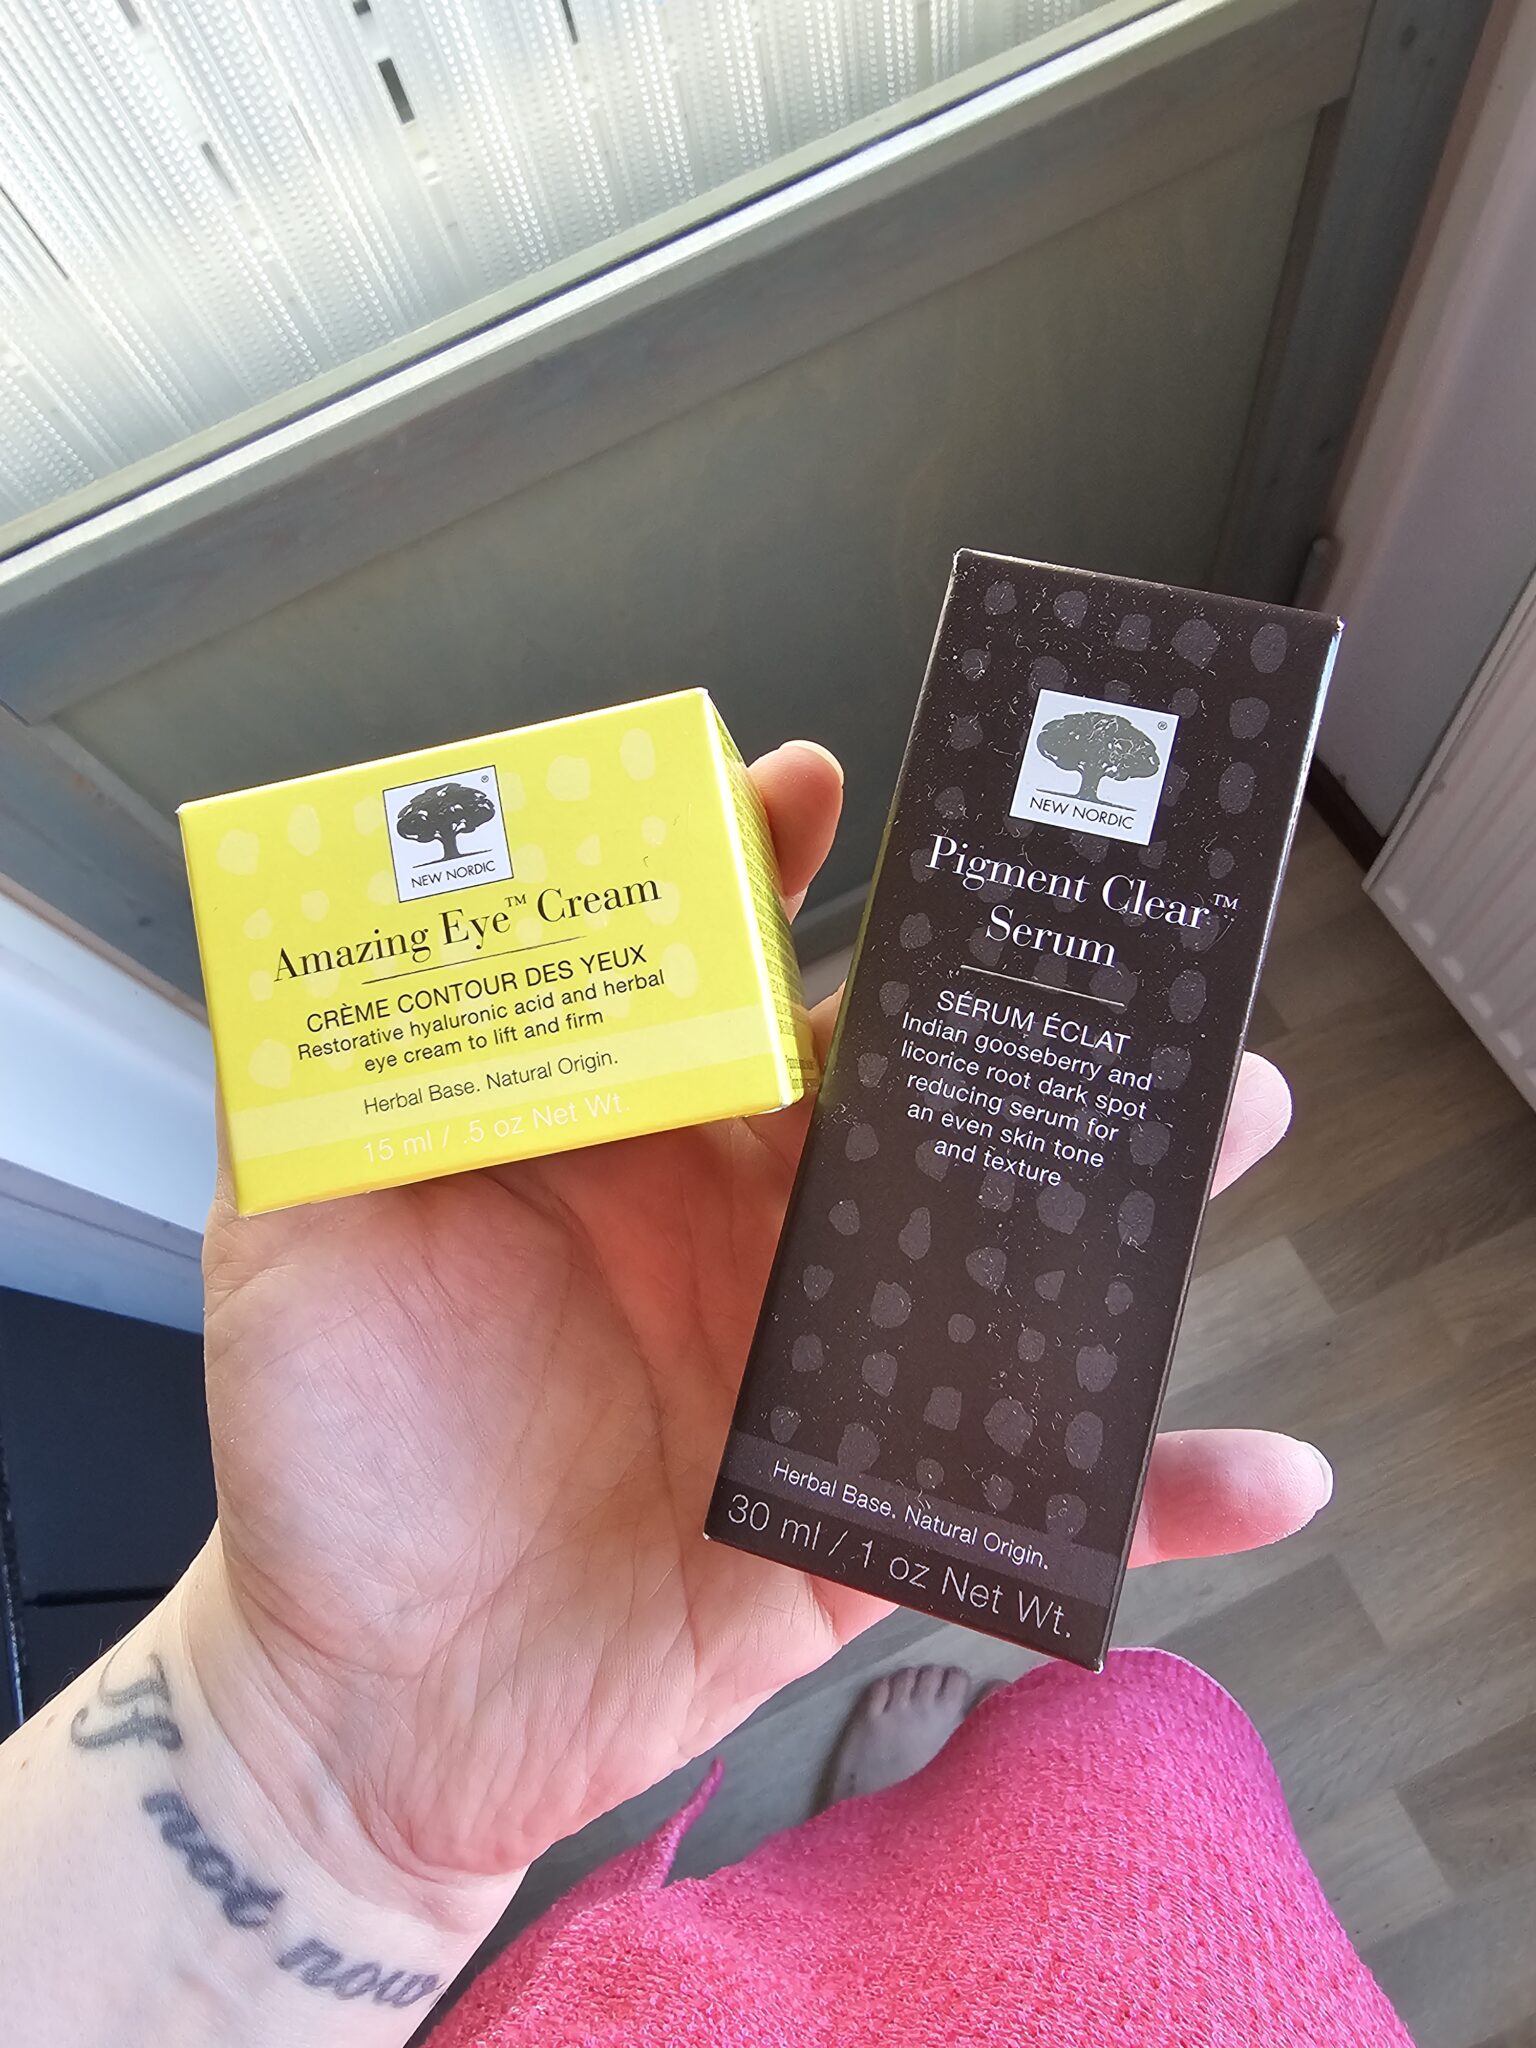 NEW NORDIC
®
Amazing Eye™ Cream
CRÈME CONTOUR DES YEUX
Restorative hyaluronic acid and herbal
eye cream to lift and firm
Herbal Base. Natural Origin.
15 ml / .5 oz Net Wt.
NEW NORDIC
®
Pigment Clear™
Serum
SÉRUM ÉCLAT
Indian gooseberry and
licorice root dark spot
reducing serum for
an even skin tone
and texture
Herbal Base. Natural Origin.
30 ml / 1 oz Net Wt.
If not now